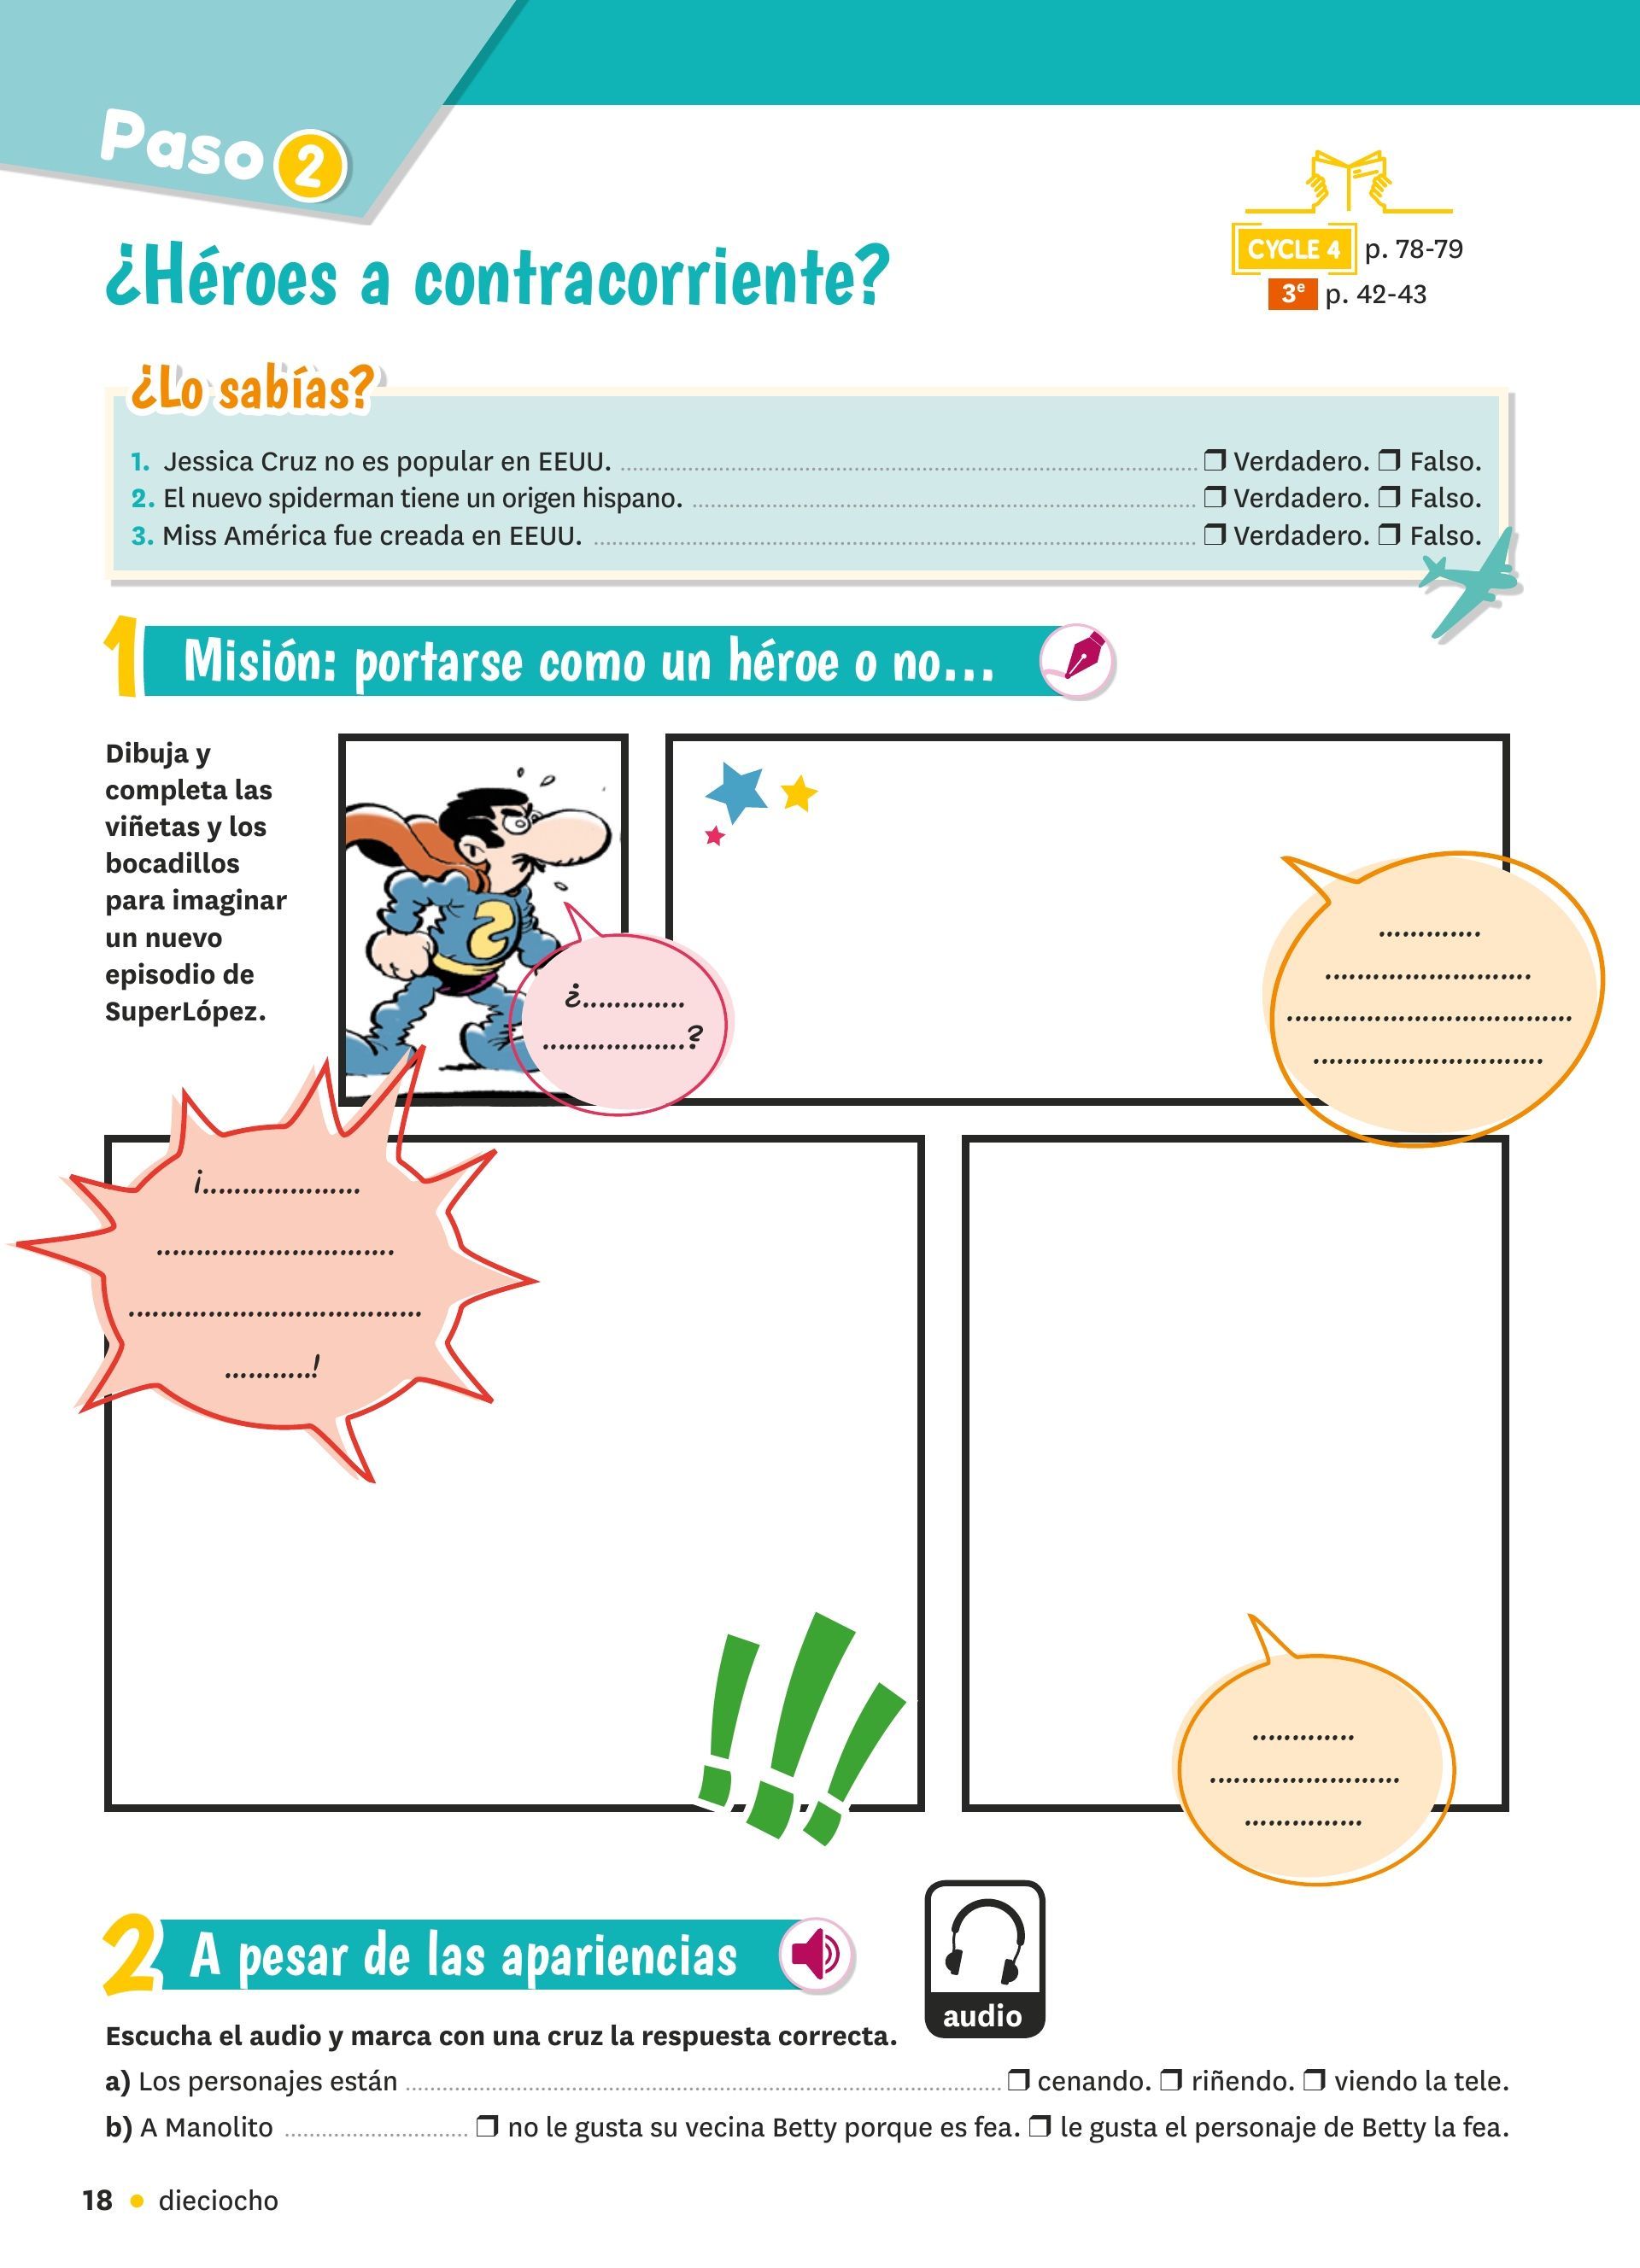 Paso 2
CYCLE 4 p. 78-79
3e p. 42-43
¿Héroes a contracorriente?
¿Lo sabías?
1. Jessica Cruz no es popular en EEUU. ........ ❒ Verdadero. ❒ Falso.
2. El nuevo spiderman tiene un origen hispano. ........ ❒ Verdadero. ❒ Falso.
3. Miss América fue creada en EEUU. ........ ❒ Verdadero. ❒ Falso.
1 Misión: portarse como un héroe o no...
Dibuja y
completa las
viñetas y los
bocadillos
para imaginar
un nuevo
episodio de
SuperLópez.
¿.............
..................?
.............
..........................
....................................
.............................
¡....................
..............................
.....................................
............!
!!!
.............
........................
...............
2 A pesar de las apariencias
audio
Escucha el audio y marca con una cruz la respuesta correcta.
a) Los personajes están ........ ❒ cenando. ❒ riñendo. ❒ viendo la tele.
b) A Manolito ........ ❒ no le gusta su vecina Betty porque es fea. ❒ le gusta el personaje de Betty la fea.
18 • dieciocho